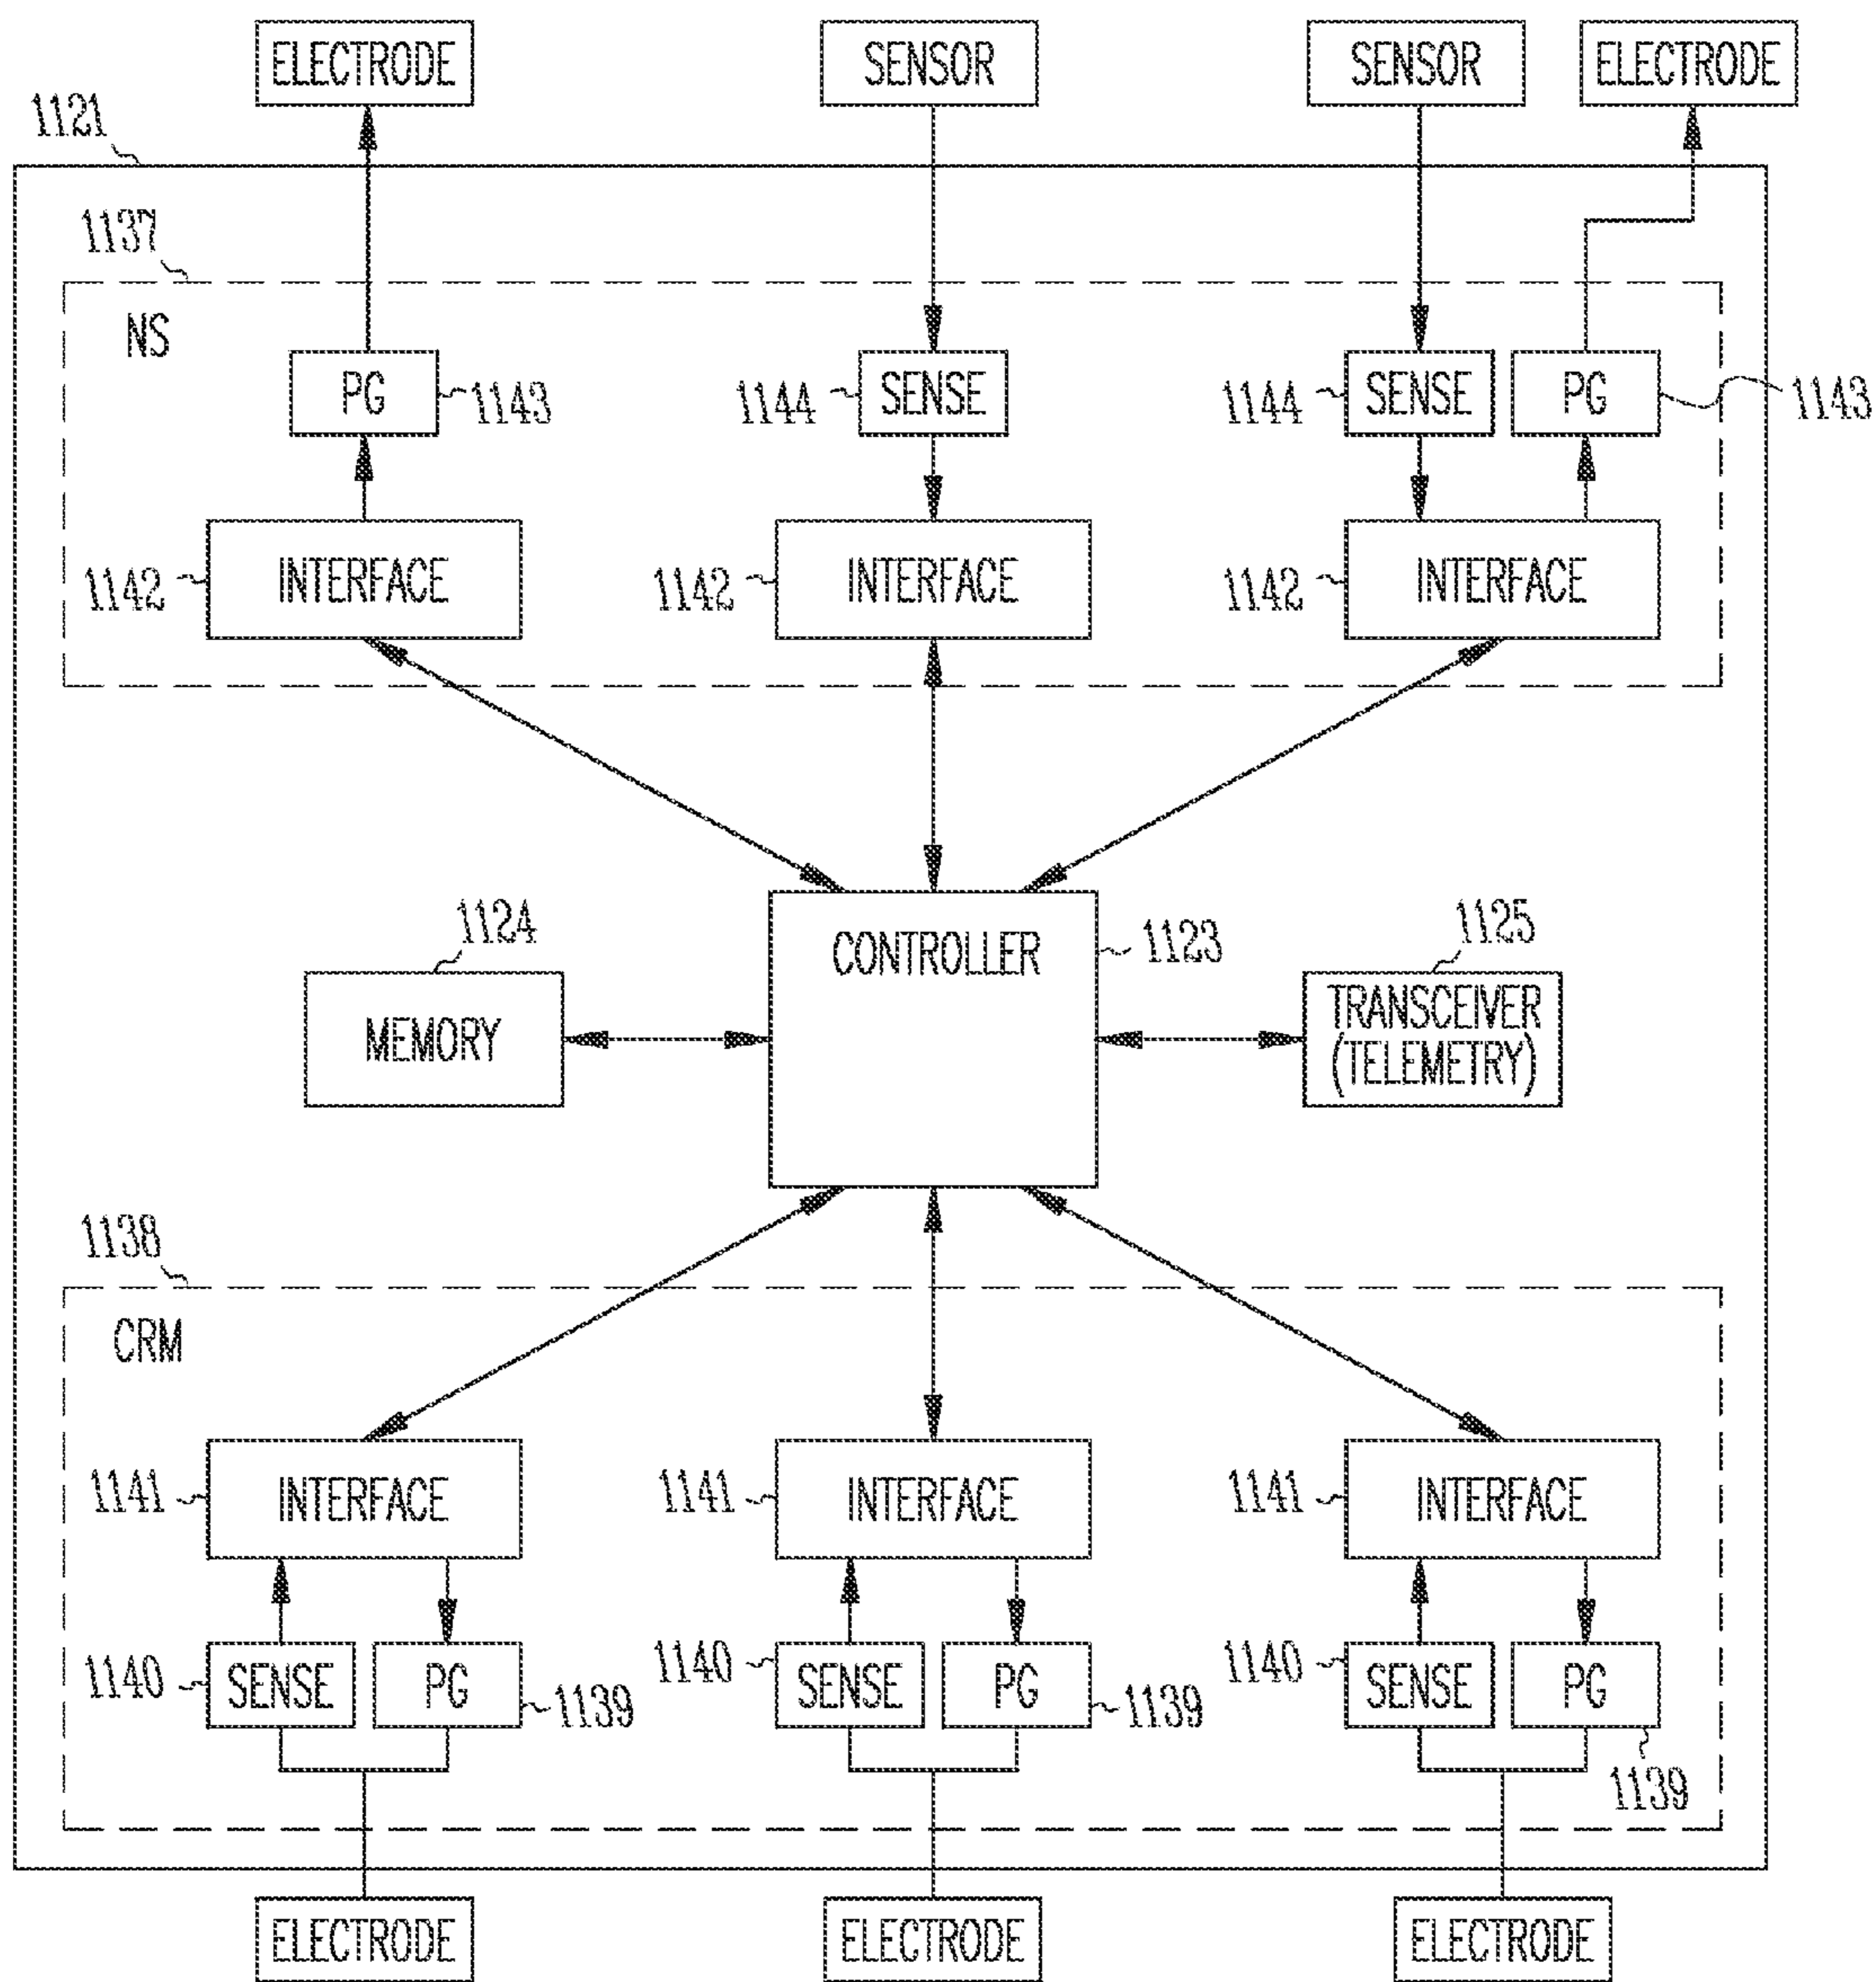 ELECTRODE SENSOR SENSOR ELECTRODE
1121
1137
NS
PG 1143 1144 SENSE 1144 SENSE PG 1143
1142 INTERFACE 1142 INTERFACE 1142 INTERFACE
1124 CONTROLLER 1123 1125
MEMORY TRANSCEIVER
(TELEMETRY)
1138
CRM
1141 INTERFACE 1141 INTERFACE 1141 INTERFACE
1140 SENSE PG 1139 1140 SENSE PG 1139 1140 SENSE PG
1139
ELECTRODE ELECTRODE ELECTRODE